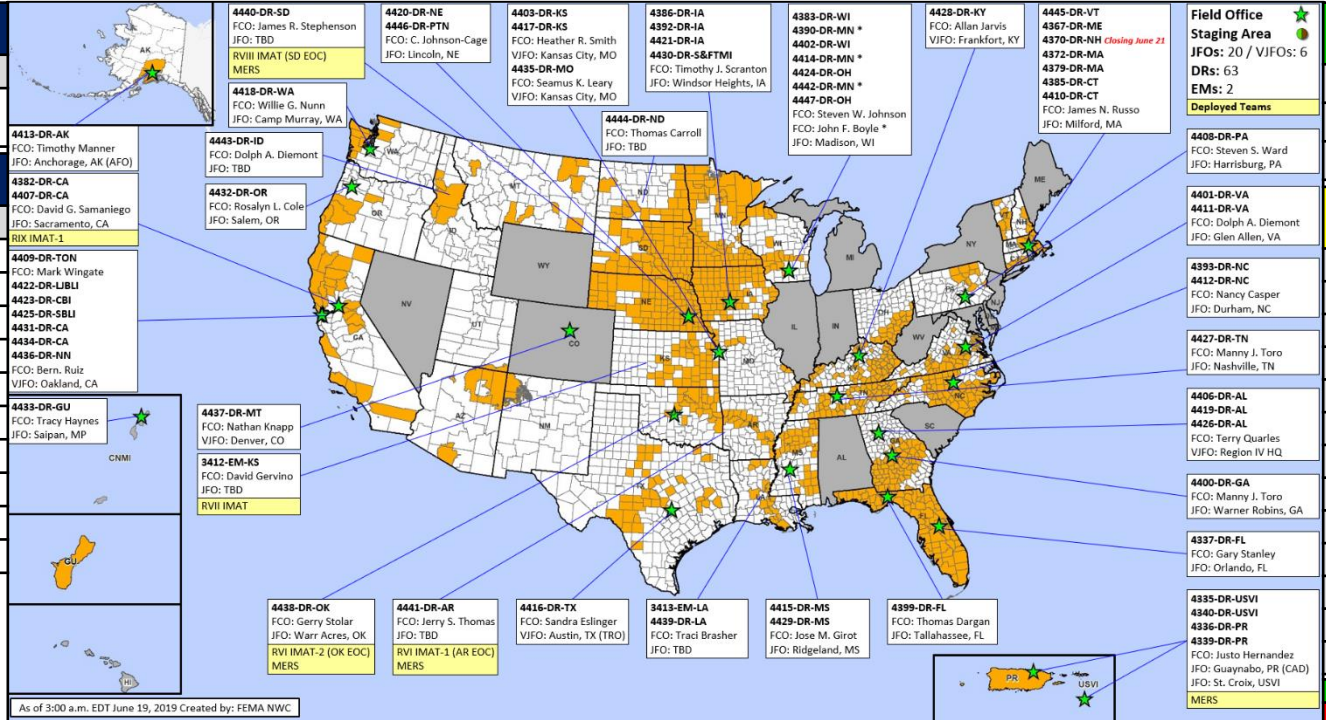 4440-DR-SD
FCO: James R. Stephenson
JFO: TBD
RVIII IMAT (SD EOC)
MERS
4420-DR-NE
4446-DR-PTN
FCO: C. Johnson-Cage
JFO: Lincoln, NE
4403-DR-KS
4417-DR-KS
FCO: Heather R. Smith
VJFO: Kansas City, MO
4435-DR-MO
FCO: Seamus K. Leary
VJFO: Kansas City, MO
4386-DR-IA
4392-DR-IA
4421-DR-IA
4430-DR-S&FTMI
FCO: Timothy J. Scranton
JFO: Windsor Heights, IA
4383-DR-WI
4390-DR-MN *
4402-DR-WI
4414-DR-MN *
4424-DR-OH
4442-DR-MN *
4447-DR-OH
FCO: Steven W. Johnson
FCO: John F. Boyle *
JFO: Madison, WI
4428-DR-KY
FCO: Allan Jarvis
VJFO: Frankfort, KY
4445-DR-VT
4367-DR-ME
4370-DR-NH Closing June 21
4372-DR-MA
4379-DR-MA
4385-DR-CT
4410-DR-CT
FCO: James N. Russo
JFO: Milford, MA
Field Office
Staging Area
JFOs: 20 / VJFOs: 6
DRs: 63
EMs: 2
Deployed Teams
AK
4418-DR-WA
FCO: Willie G. Nunn
JFO: Camp Murray, WA
4444-DR-ND
FCO: Thomas Carroll
JFO: TBD
4413-DR-AK
FCO: Timothy Manner
JFO: Anchorage, AK (AFO)
4443-DR-ID
FCO: Dolph A. Diemont
JFO: TBD
4408-DR-PA
FCO: Steven S. Ward
JFO: Harrisburg, PA
4382-DR-CA
4407-DR-CA
FCO: David G. Samaniego
JFO: Sacramento, CA
RIX IMAT-1
4432-DR-OR
FCO: Rosalyn L. Cole
JFO: Salem, OR
4401-DR-VA
4411-DR-VA
FCO: Dolph A. Diemont
JFO: Glen Allen, VA
4409-DR-TON
FCO: Mark Wingate
4422-DR-LJBLI
4423-DR-CBI
4425-DR-SBLI
4431-DR-CA
4434-DR-CA
4436-DR-NN
FCO: Bern. Ruiz
VJFO: Oakland, CA
4393-DR-NC
4412-DR-NC
FCO: Nancy Casper
JFO: Durham, NC
4427-DR-TN
FCO: Manny J. Toro
JFO: Nashville, TN
4433-DR-GU
FCO: Tracy Haynes
JFO: Saipan, MP
CNMI
4437-DR-MT
FCO: Nathan Knapp
VJFO: Denver, CO
4406-DR-AL
4419-DR-AL
4426-DR-AL
FCO: Terry Quarles
VJFO: Region IV HQ
3412-EM-KS
FCO: David Gervino
JFO: TBD
RVII IMAT
4400-DR-GA
FCO: Manny J. Toro
JFO: Warner Robins, GA
4337-DR-FL
FCO: Gary Stanley
JFO: Orlando, FL
WA
OR
ID
MT
ND
SD
MN
WI
MI
WY
NE
NV
UT
CO
KS
MO
IL
IN
OH
PA
NY
ME
VT
NH
MA
NJ
WV
VA
KY
NC
SC
CA
AZ
NM
AR
MS
AL
GA
LA
FL
TX
GU
HI
4438-DR-OK
FCO: Gerry Stolar
JFO: Warr Acres, OK
RVI IMAT-2 (OK EOC)
MERS
4441-DR-AR
FCO: Jerry S. Thomas
JFO: TBD
RVI IMAT-1 (AR EOC)
MERS
4416-DR-TX
FCO: Sandra Eslinger
VJFO: Austin, TX (TRO)
3413-EM-LA
4439-DR-LA
FCO: Traci Brasher
JFO: TBD
4415-DR-MS
4429-DR-MS
FCO: Jose M. Girot
JFO: Ridgeland, MS
4399-DR-FL
FCO: Thomas Dargan
JFO: Tallahassee, FL
4335-DR-USVI
4340-DR-USVI
4336-DR-PR
4339-DR-PR
FCO: Justo Hernandez
JFO: Guaynabo, PR (CAD)
JFO: St. Croix, USVI
MERS
PR
USVI
As of 3:00 a.m. EDT June 19, 2019 Created by: FEMA NWC